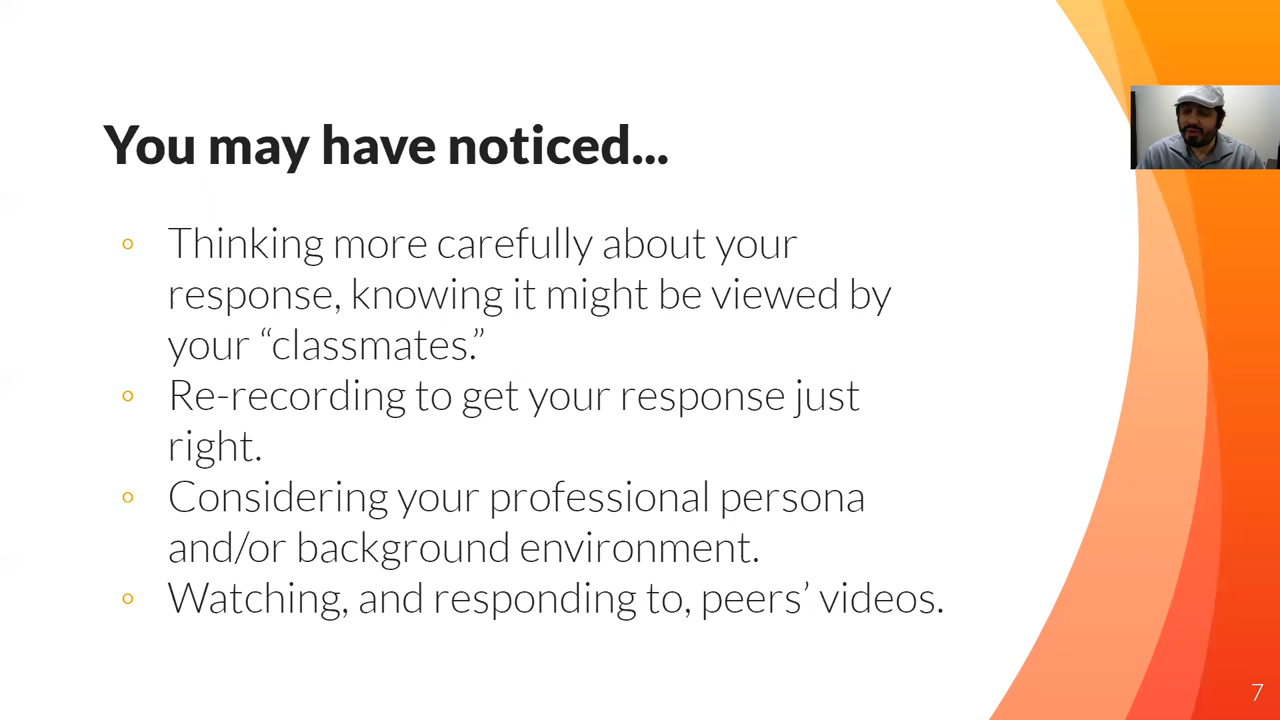 You may have noticed...
◦ Thinking more carefully about your
response, knowing it might be viewed by
your “classmates.”
◦ Re-recording to get your response just
right.
◦ Considering your professional persona
and/or background environment.
◦ Watching, and responding to, peers’ videos.
7